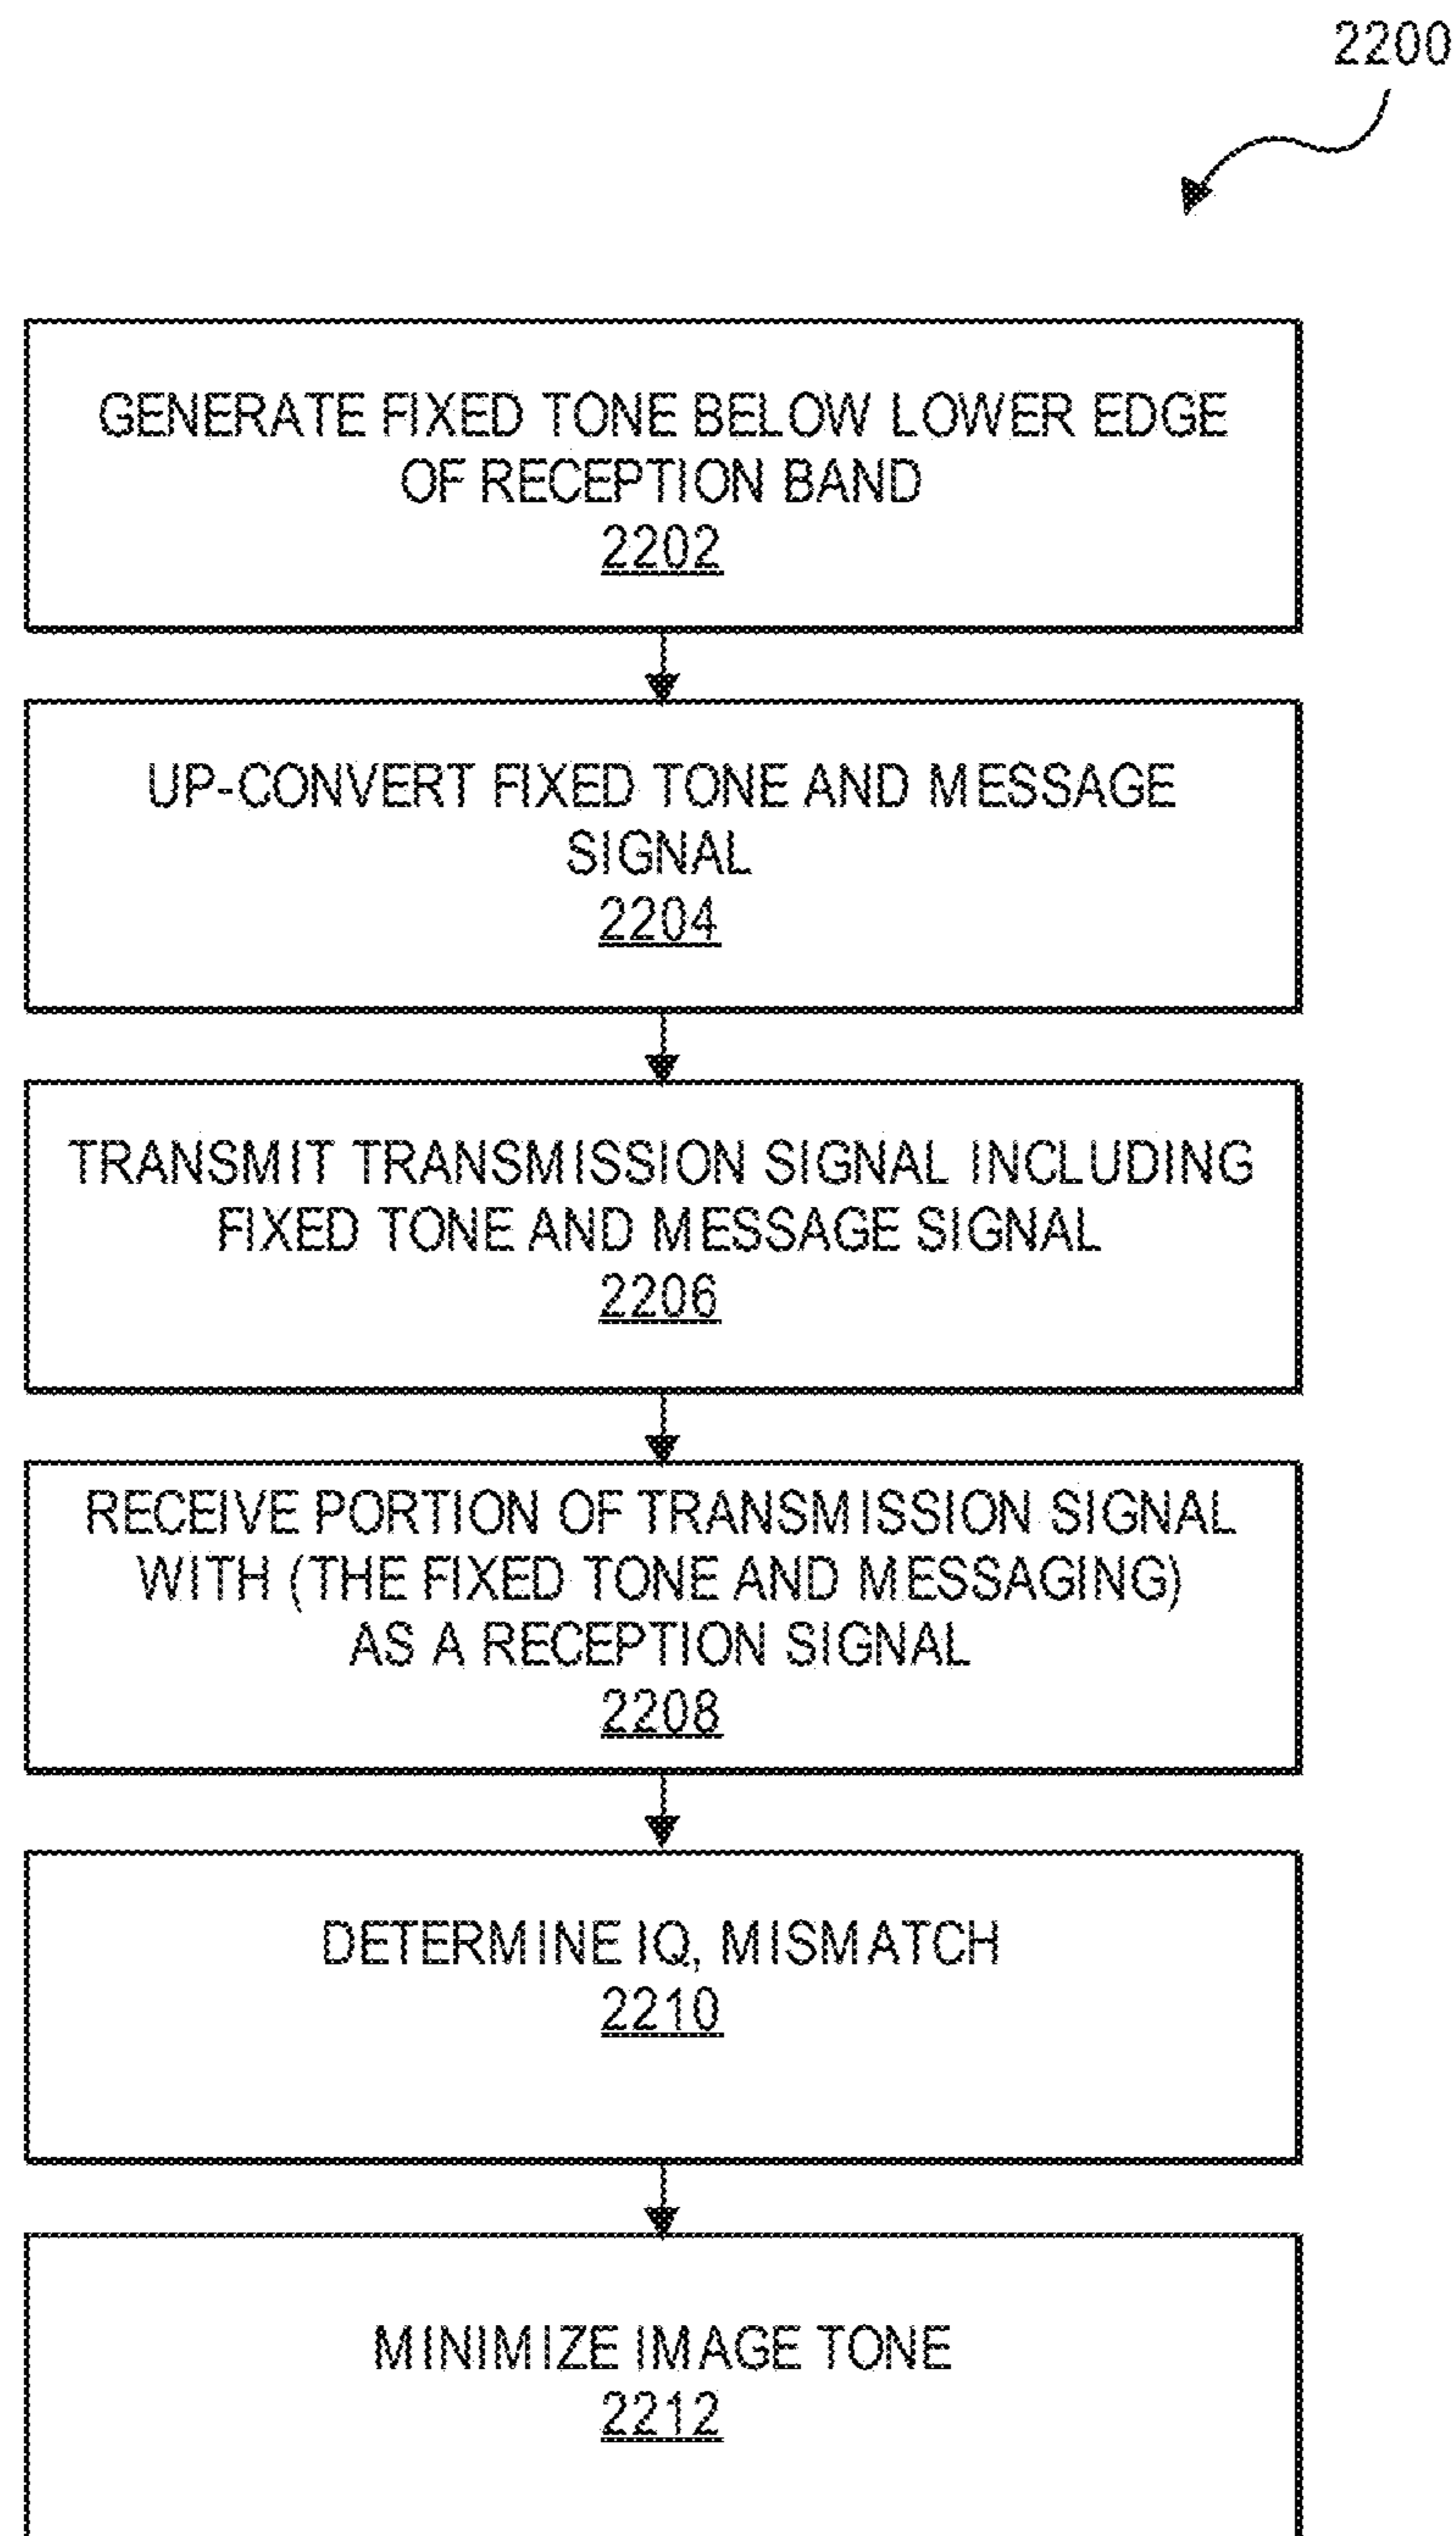 2200
GENERATE FIXED TONE BELOW LOWER EDGE
OF RECEPTION BAND
2202
UP-CONVERT FIXED TONE AND MESSAGE
SIGNAL
2204
TRANSMIT TRANSMISSION SIGNAL INCLUDING
FIXED TONE AND MESSAGE SIGNAL
2206
RECEIVE PORTION OF TRANSMISSION SIGNAL
WITH (THE FIXED TONE AND MESSAGING)
AS A RECEPTION SIGNAL
2208
DETERMINE IQ, MISMATCH
2210
MINIMIZE IMAGE TONE
2212